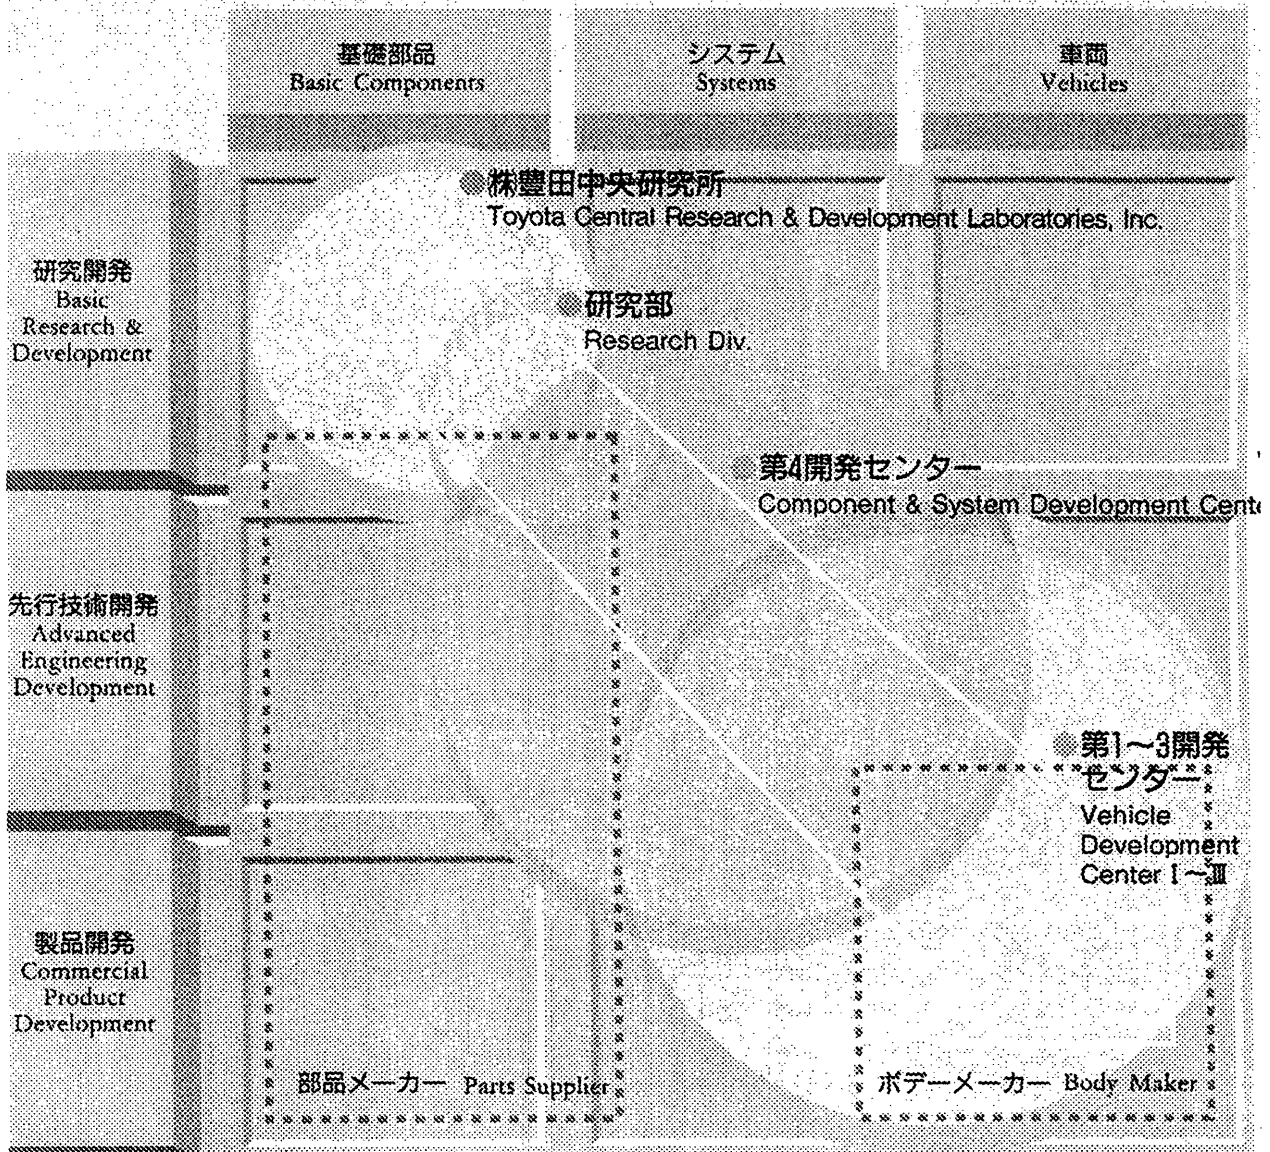 基礎部品
Basic Components
システム
Systems
車両
Vehicles
株豊田中央研究所
Toyota Central Research & Development Laboratories, Inc.
研究開発
Basic
Research &
Development
研究部
Research Div.
第4開発センター
Component & System Development Cente
先行技術開発
Advanced
Engineering
Development
第1～3開発
センター
Vehicle
Development
Center I～III
製品開発
Commercial
Product
Development
部品メーカー Parts Supplier
ボデーメーカー Body Maker